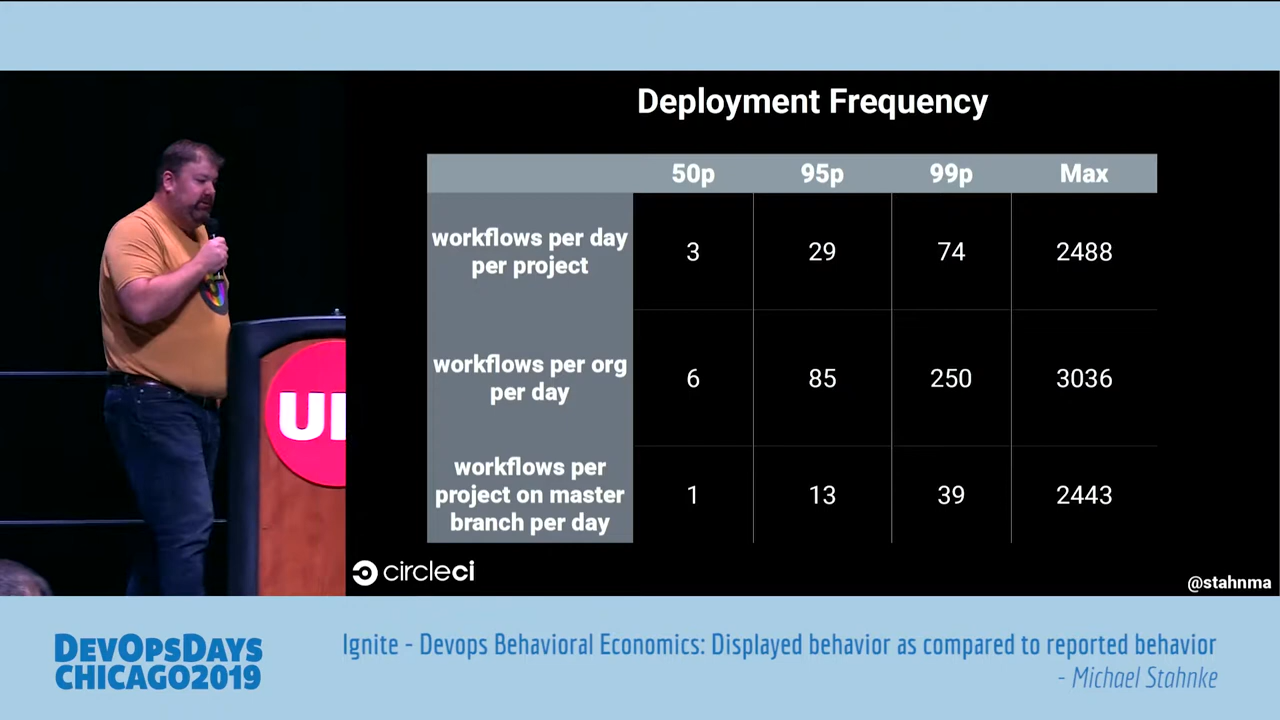 Deployment Frequency
50p 95p 99p Max
workflows per day
per project
3 29 74 2488
workflows per org
per day
6 85 250 3036
workflows per
project on master
branch per day
1 13 39 2443
circleci
@stahnma
DEVOPSDAYS
CHICAGO2019
Ignite - Devops Behavioral Economics: Displayed behavior as compared to reported behavior
- Michael Stahnke